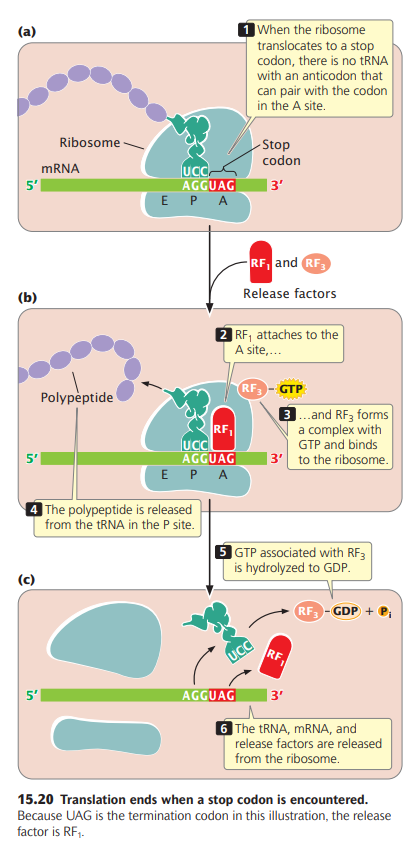 (a)
1 When the ribosome
translocates to a stop
codon, there is no tRNA
with an anticodon that
can pair with the codon
in the A site.
Ribosome
Stop
codon
mRNA
UCC
5' AGGUAG 3'
E P A
RF1 and RF3
Release factors
(b)
2 RF1 attaches to the
A site,…
RF3-GTP
Polypeptide
3 …and RF3 forms
a complex with
GTP and binds
to the ribosome.
RF1
UCC
5' AGGUAG 3'
E P A
4 The polypeptide is released
from the tRNA in the P site.
5 GTP associated with RF3
is hydrolyzed to GDP.
(c)
RF3-GDP + Pi
UCC
RF1
5' AGGUAG 3'
6 The tRNA, mRNA, and
release factors are released
from the ribosome.
15.20 Translation ends when a stop codon is encountered.
Because UAG is the termination codon in this illustration, the release
factor is RF1.